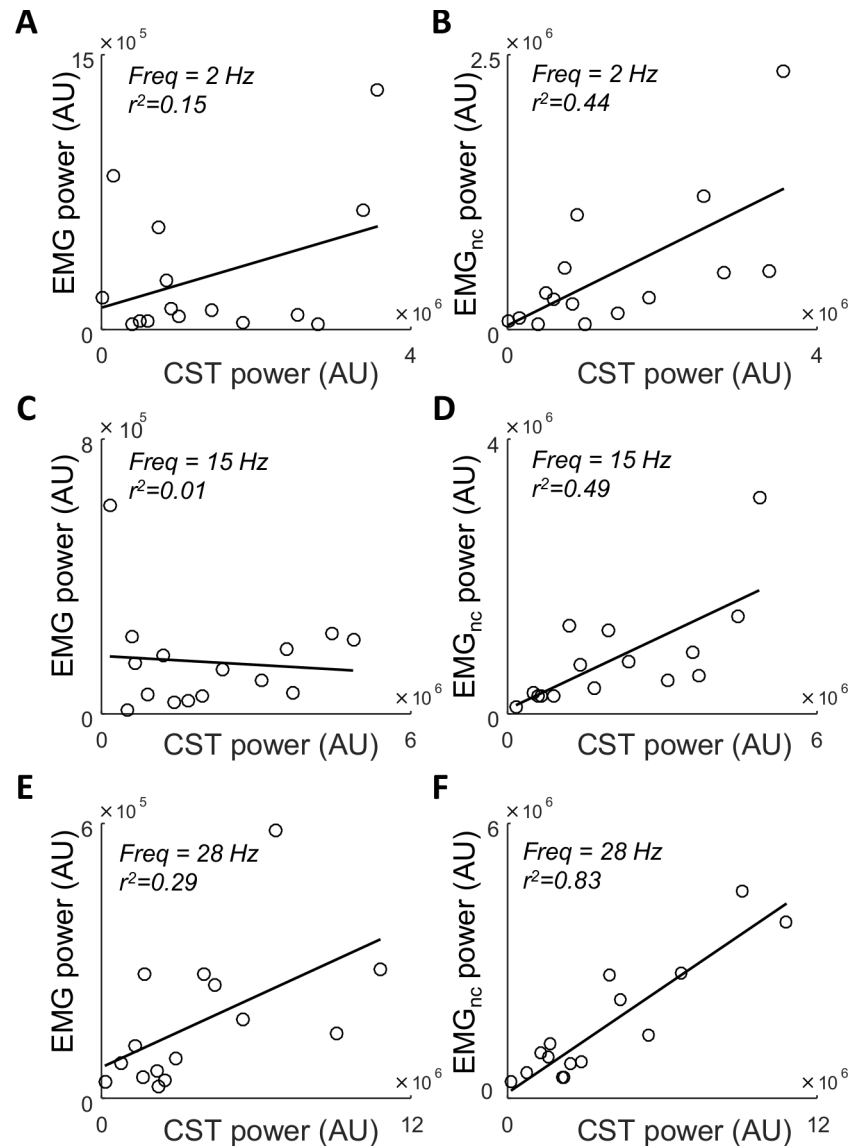 A
× 10^5
15
Freq = 2 Hz
r²=0.15
EMG power (AU)
0
× 10^6
0
4
CST power (AU)
B
× 10^6
2.5
Freq = 2 Hz
r²=0.44
EMG_nc power (AU)
0
× 10^6
0
4
CST power (AU)
C
× 10^5
8
Freq = 15 Hz
r²=0.01
EMG power (AU)
0
× 10^6
0
6
CST power (AU)
D
× 10^6
4
Freq = 15 Hz
r²=0.49
EMG_nc power (AU)
0
× 10^6
0
6
CST power (AU)
E
× 10^5
6
Freq = 28 Hz
r²=0.29
EMG power (AU)
0
× 10^6
0
12
CST power (AU)
F
× 10^6
6
Freq = 28 Hz
r²=0.83
EMG_nc power (AU)
0
× 10^6
0
12
CST power (AU)